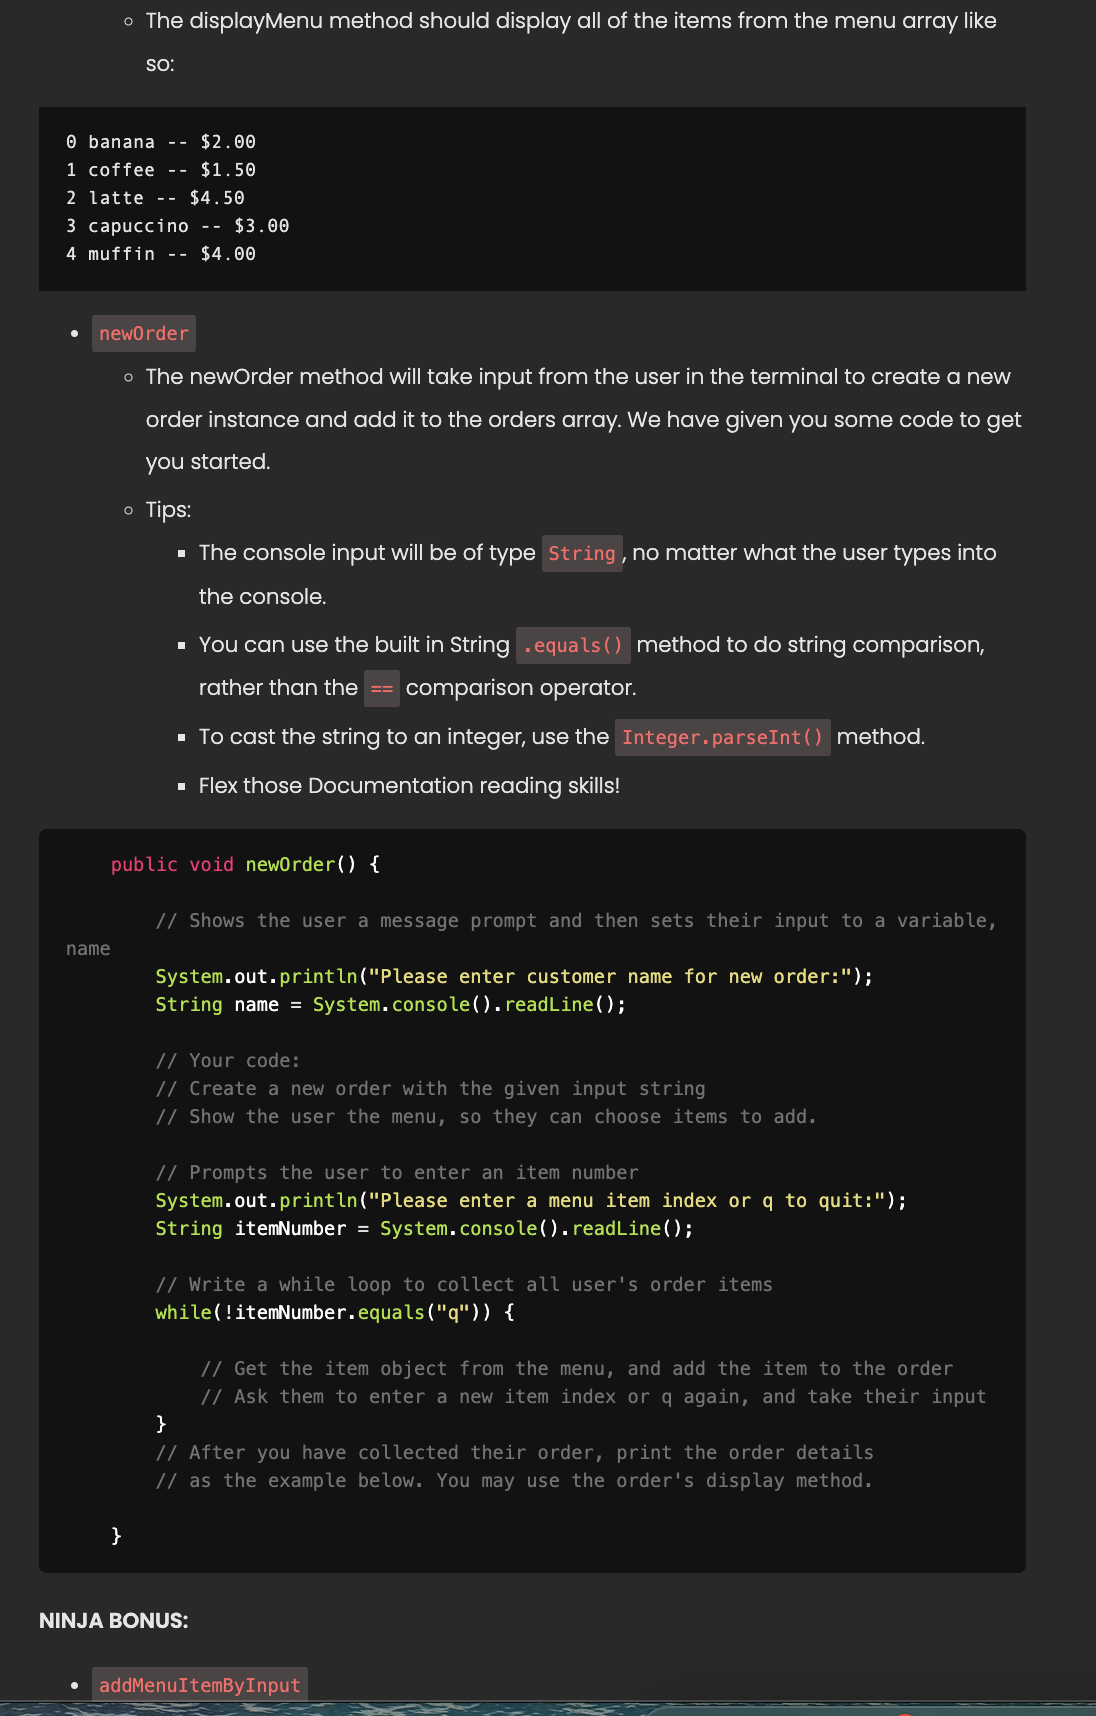 The displayMenu method should display all of the items from the menu array like
so:
0 banana -- $2.00
1 coffee -- $1.50
2 latte -- $4.50
3 capuccino -- $3.00
4 muffin -- $4.00
newOrder
The newOrder method will take input from the user in the terminal to create a new
order instance and add it to the orders array. We have given you some code to get
you started.
Tips:
The console input will be of type String, no matter what the user types into
the console.
You can use the built in String .equals() method to do string comparison,
rather than the == comparison operator.
To cast the string to an integer, use the Integer.parseInt() method.
Flex those Documentation reading skills!
public void newOrder() {
// Shows the user a message prompt and then sets their input to a variable,
name
System.out.println("Please enter customer name for new order:");
String name = System.console().readLine();
// Your code:
// Create a new order with the given input string
// Show the user the menu, so they can choose items to add.
// Prompts the user to enter an item number
System.out.println("Please enter a menu item index or q to quit:");
String itemNumber = System.console().readLine();
// Write a while loop to collect all user's order items
while(!itemNumber.equals("q")) {
// Get the item object from the menu, and add the item to the order
// Ask them to enter a new item index or q again, and take their input
}
// After you have collected their order, print the order details
// as the example below. You may use the order's display method.
}
NINJA BONUS:
addMenuItemByInput